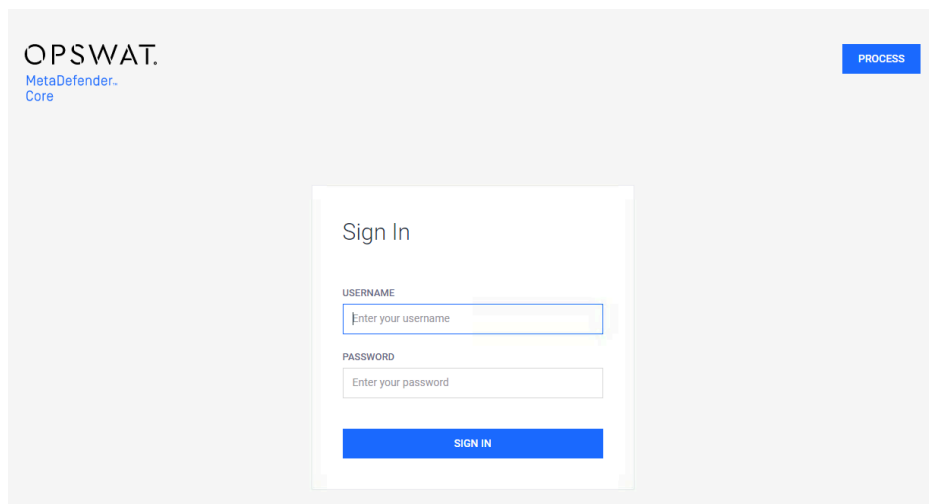 OPSWAT.
MetaDefender™
Core
PROCESS
Sign In
USERNAME
Enter your username
PASSWORD
Enter your password
SIGN IN